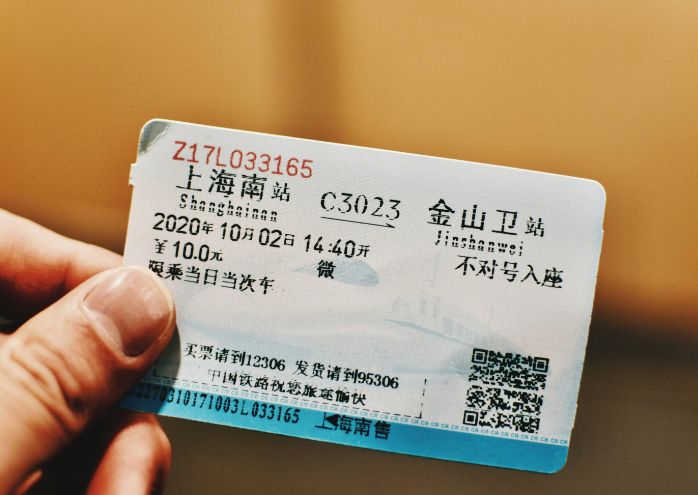 Z17L033165
上海南站 C3023 金山卫站
Shanghainan Jinshanwei
2020年10月02日 14:40开 不对号入座
￥10.0元 微
限乘当日当次车
买票请到12306 发货请到95306
中国铁路祝您旅途愉快
2270310171003L033165 上海南售